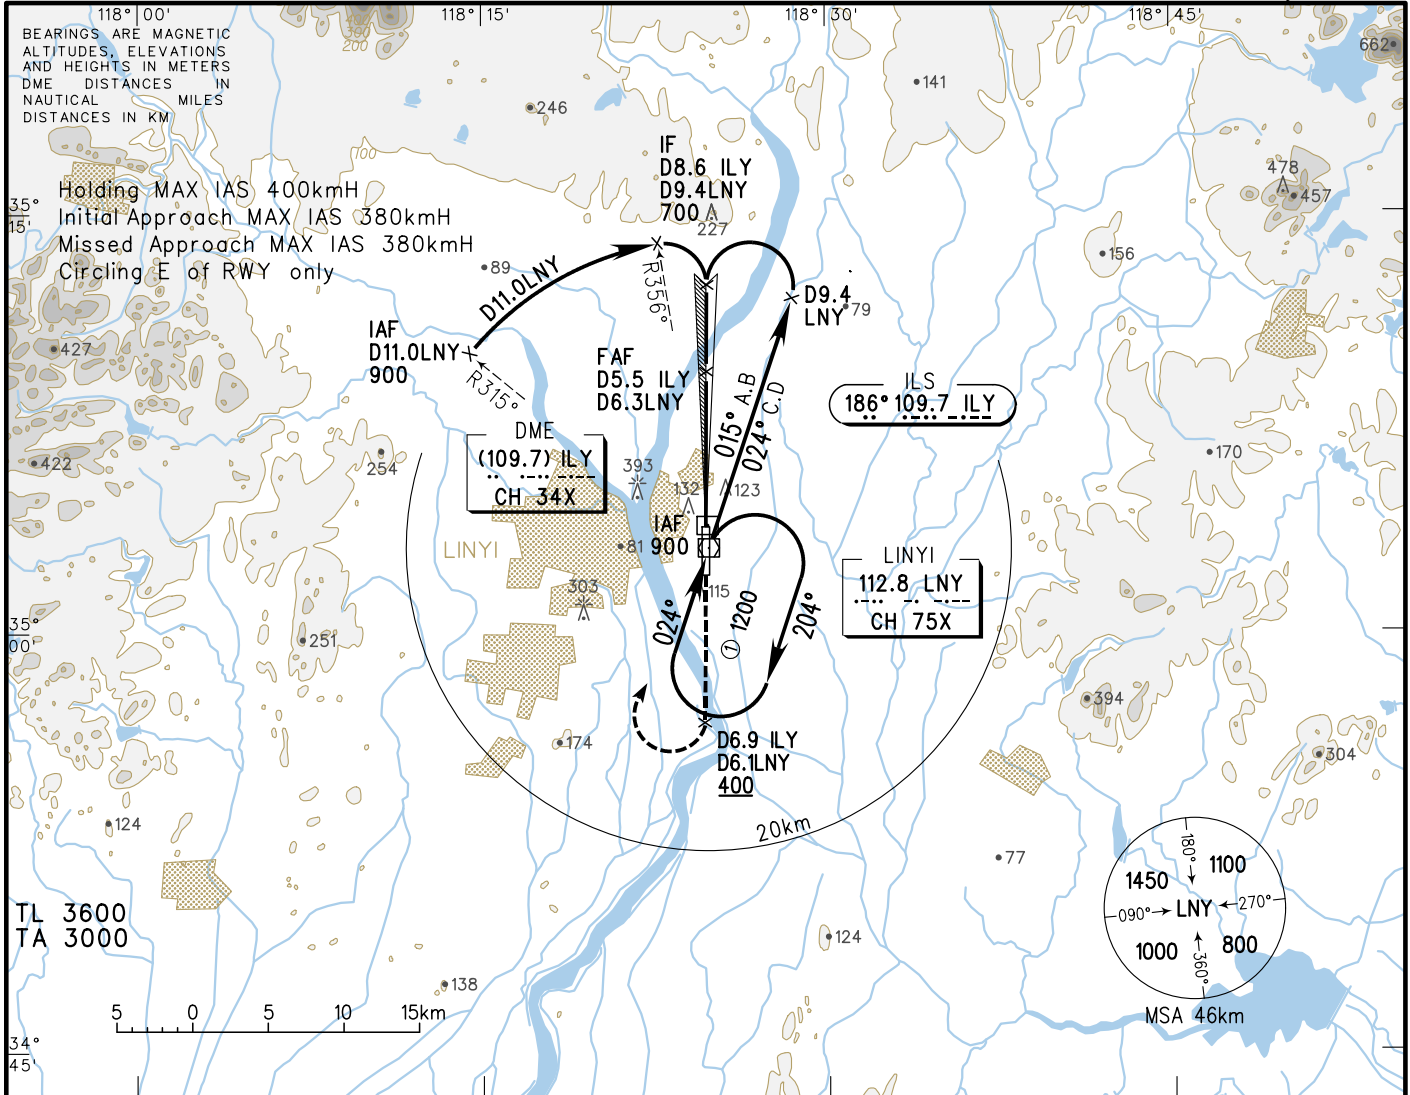 118° 00'
118° 15'
118° 30'
118° 45'
BEARINGS ARE MAGNETIC
ALTITUDES, ELEVATIONS
AND HEIGHTS IN METERS
DME DISTANCES IN
NAUTICAL MILES
DISTANCES IN KM
400
300
200
662
141
246
100
Holding MAX IAS 400kmH
Initial Approach MAX IAS 380kmH
Missed Approach MAX IAS 380kmH
Circling E of RWY only
35°
15'
IF
D8.6 ILY
D9.4LNY
700
227
478
457
156
89
D11.0LNY
R356°
D9.4
LNY
79
IAF
D11.0LNY
900
R315°
427
FAF
D5.5 ILY
D6.3LNY
015° A.B
024° C.D
ILS
186° 109.7 ILY
DME
(109.7) ILY
CH 34X
422
254
393
132
123
170
LINYI
81
IAF
900
303
115
LINYI
112.8 LNY
CH 75X
35°
00'
251
024°
1 1200
204°
394
174
D6.9 ILY
D6.1LNY
400
304
124
20km
77
TL 3600
TA 3000
124
138
180°
1450
1100
090°
LNY
270°
1000
800
360°
MSA 46km
5 0 5 10 15km
34°
45'